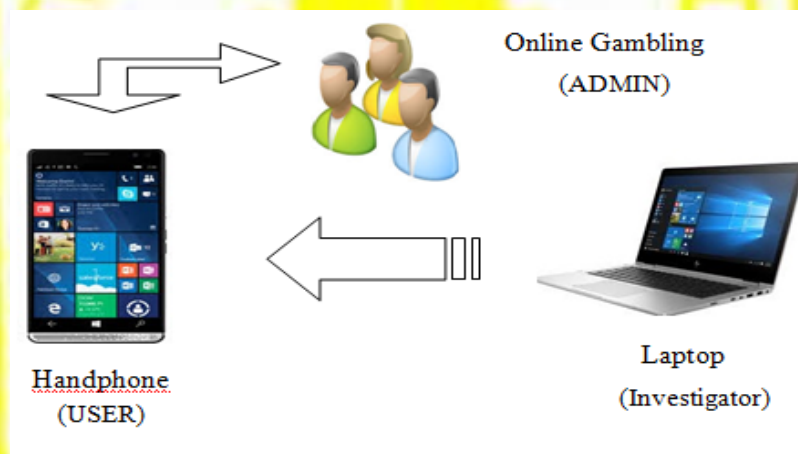 Online Gambling
(ADMIN)
Handphone
(USER)
Laptop
(Investigator)